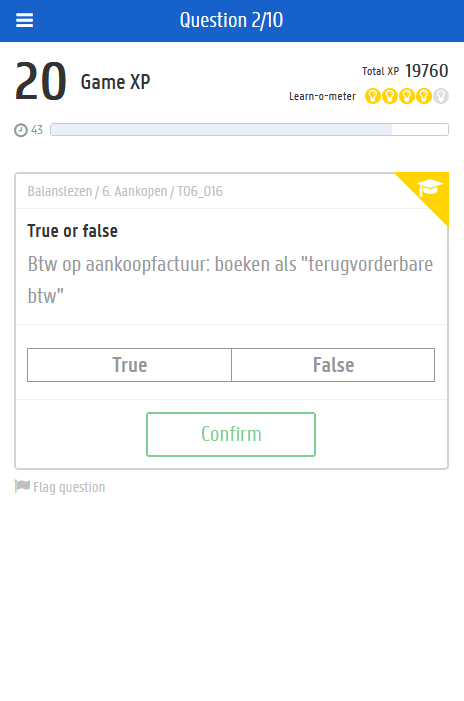 Question 2/10
20 Game XP
Total XP 19760
Learn-o-meter
43
Balanslezen / 6. Aankopen / T06_016
True or false
Btw op aankoopfactuur: boeken als "terugvorderbare
btw"
True False
Confirm
Flag question